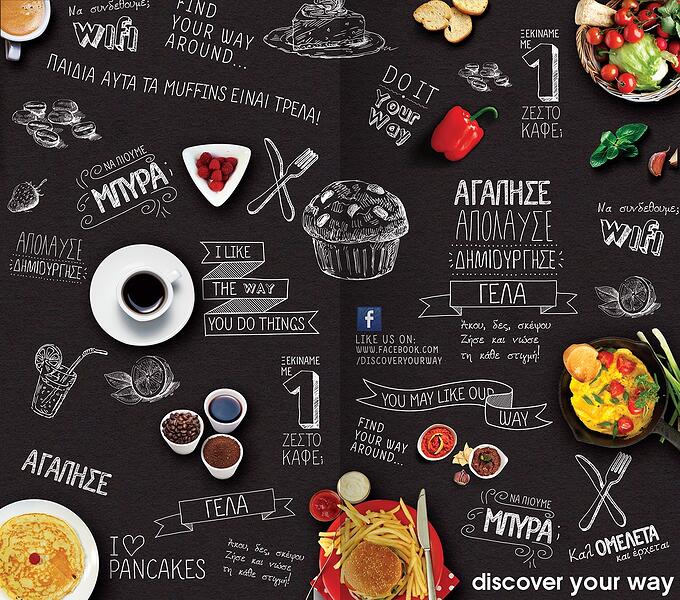 Να συνδεθούμε;
wifi
FIND
YOUR WAY
AROUND...
ΠΑΙΔΙΑ ΑΥΤΑ ΤΑ MUFFINS ΕΙΝΑΙ ΤΡΕΛΑ!
ΝΑ ΠΙΟΥΜΕ
ΜΠΥΡΑ;
ΑΠΟΛΑΥΣΕ
ΔΗΜΙΟΥΡΓΗΣΕ
I LIKE
THE WAY
YOU DO THINGS
ΞΕΚΙΝΑΜΕ
ΜΕ
1
ΖΕΣΤΟ
ΚΑΦΕ;
ΑΓΑΠΗΣΕ
ΓΕΛΑ
I ♡
PANCAKES
Άκου, δες, σκέψου
Ζήσε και νιώσε
τη κάθε στιγμή!
DO IT
Your
Way
ΞΕΚΙΝΑΜΕ
ΜΕ
1
ΖΕΣΤΟ
ΚΑΦΕ;
ΑΓΑΠΗΣΕ
ΑΠΟΛΑΥΣΕ
ΔΗΜΙΟΥΡΓΗΣΕ
ΓΕΛΑ
Άκου, δες, σκέψου
Ζήσε και νιώσε
τη κάθε στιγμή!
Να συνδεθούμε;
wifi
f
LIKE US ON:
WWW.FACEBOOK.COM
/DISCOVERYOURWAY
YOU MAY LIKE OUR
WAY
FIND
YOUR WAY
AROUND...
ΝΑ ΠΙΟΥΜΕ
ΜΠΥΡΑ;
Καλ ΟΜΕΛΕΤΑ
και έρχεται
discover your way